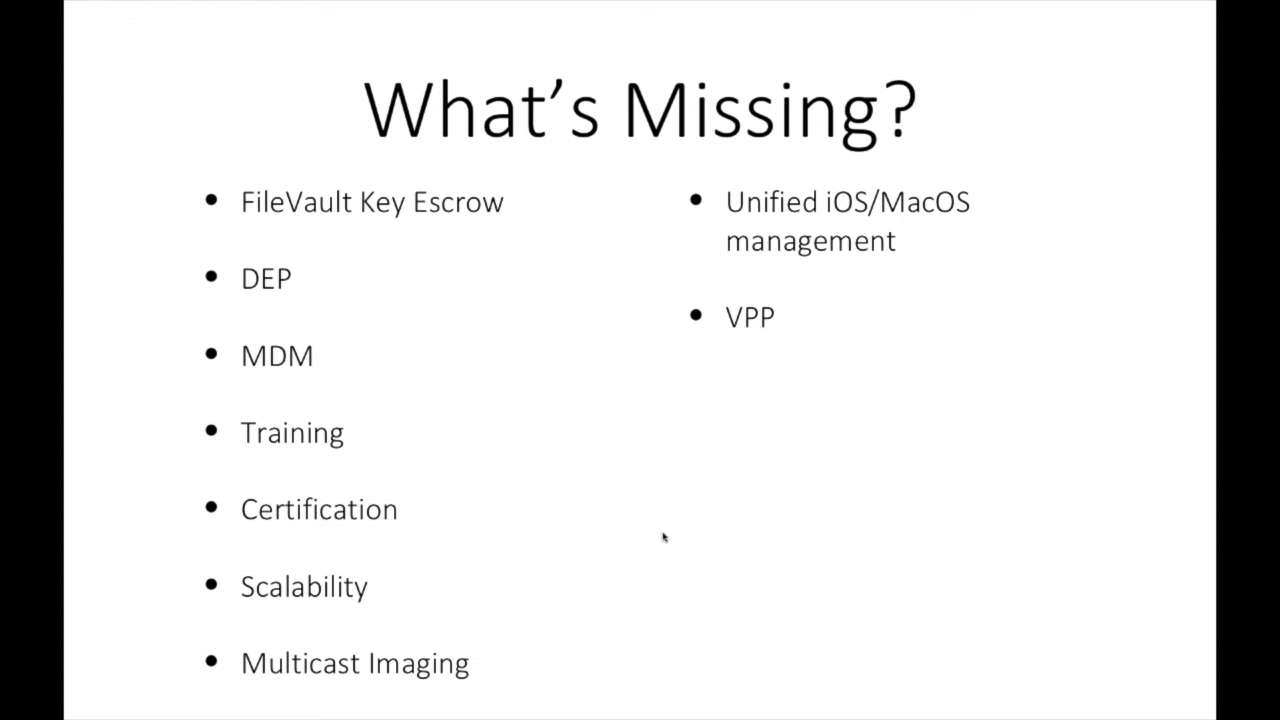 What’s Missing?
• FileVault Key Escrow
• DEP
• MDM
• Training
• Certification
• Scalability
• Multicast Imaging
• Unified iOS/MacOS
management
• VPP